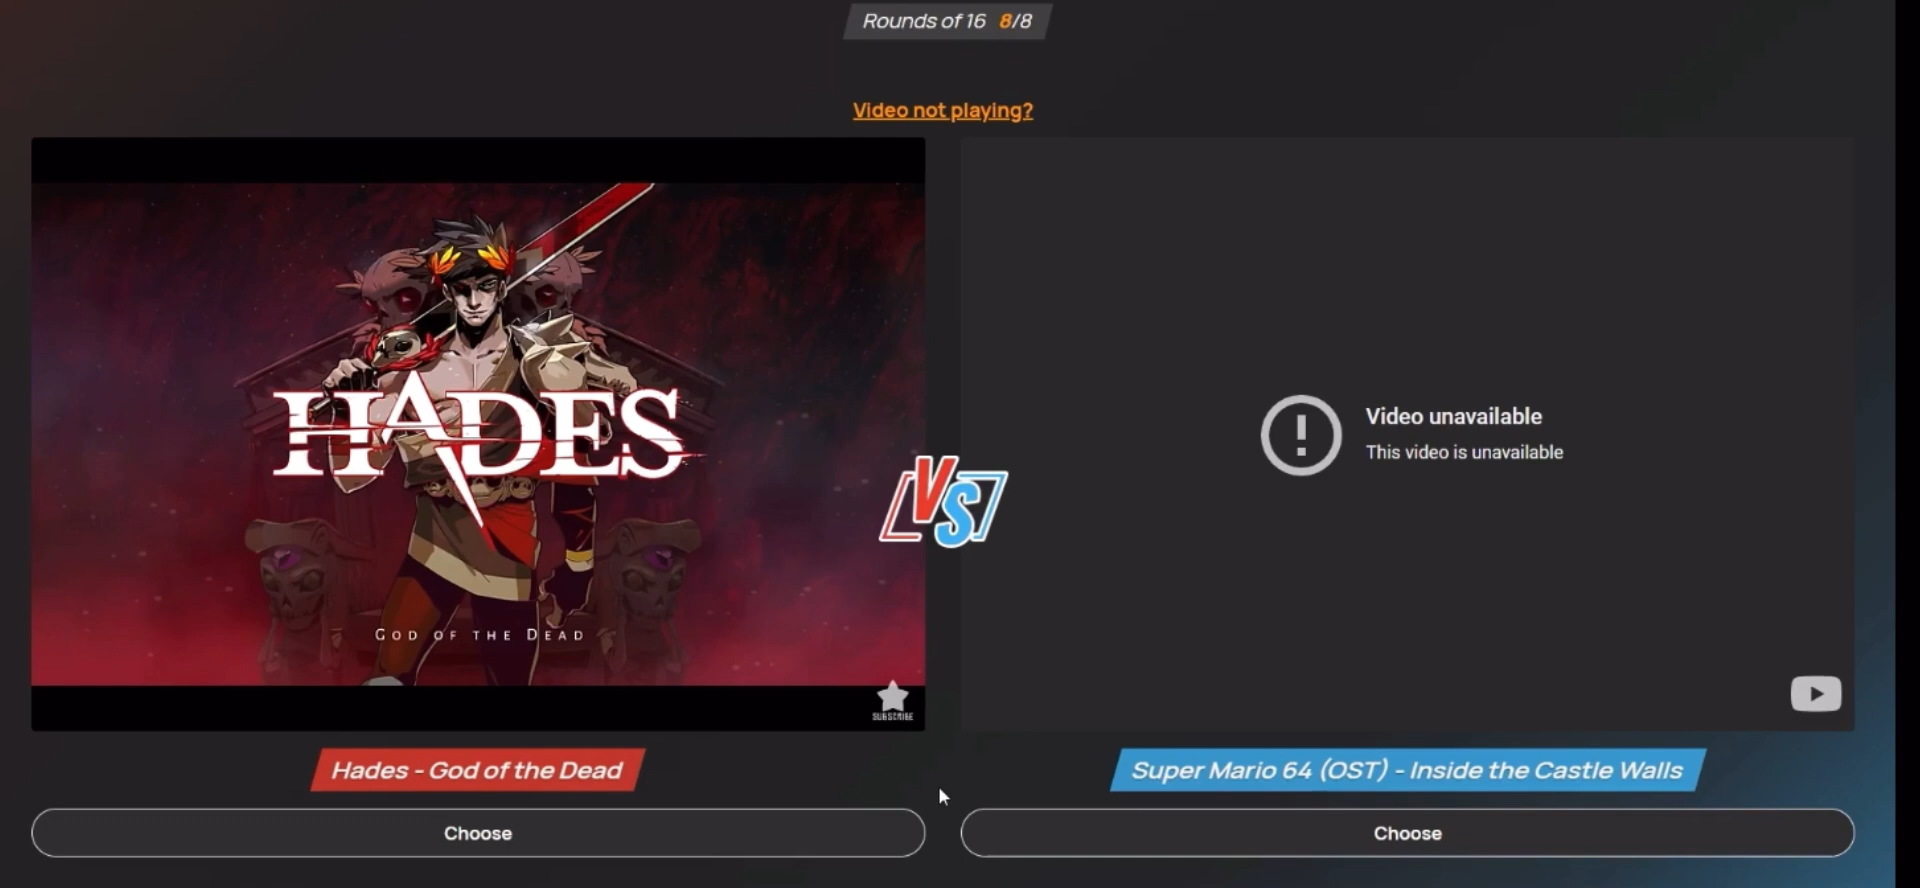 Rounds of 16 8/8
Video not playing?
HADES
GOD OF THE DEAD
SUBSCRIBE
VS
Video unavailable
This video is unavailable
Hades - God of the Dead
Super Mario 64 (OST) - Inside the Castle Walls
Choose
Choose